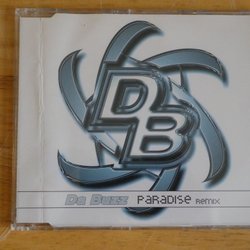 DB
Da Buzz PARADISE REMIX